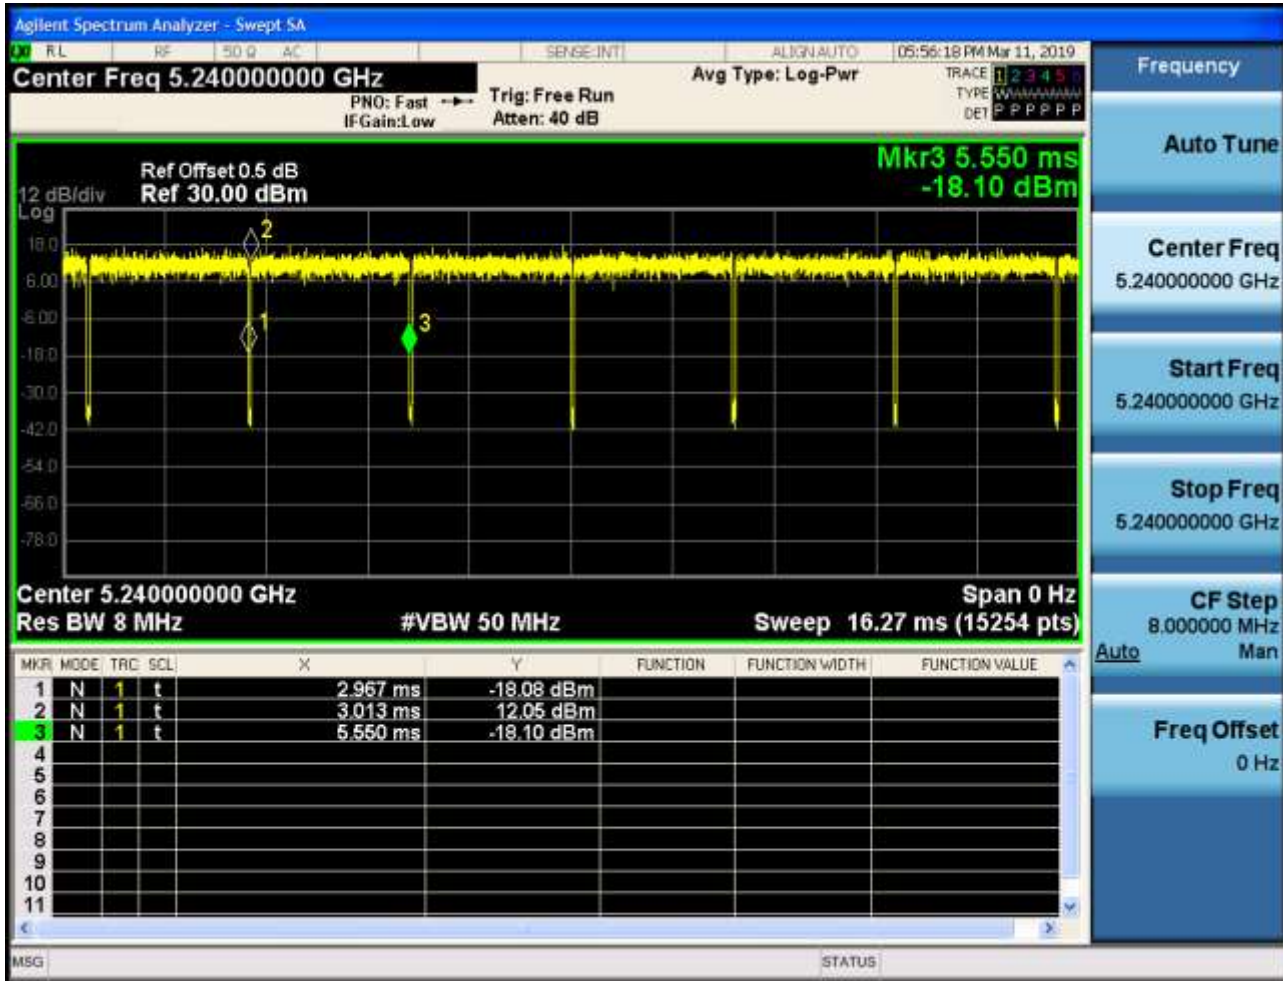 Agilent Spectrum Analyzer - Swept SA
RL RF 50 Ω AC SENSE:INT ALIGNAUTO 05:56:18 PM Mar 11, 2019
Center Freq 5.240000000 GHz
Avg Type: Log-Pwr
TRACE 1 2 3 4 5 6
TYPE
DET P P P P P P
PNO: Fast
IFGain:Low
Trig: Free Run
Atten: 40 dB
Mkr3 5.550 ms
-18.10 dBm
Ref Offset 0.5 dB
12 dB/div Ref 30.00 dBm
Log
18.0
6.00
-6.00
-18.0
-30.0
-42.0
-54.0
-66.0
-78.0
2
1
3
Center 5.240000000 GHz Span 0 Hz
Res BW 8 MHz #VBW 50 MHz Sweep 16.27 ms (15254 pts)
MKR MODE TRC SCL X Y FUNCTION FUNCTION WIDTH FUNCTION VALUE
1 N 1 t 2.967 ms -18.08 dBm
2 N 1 t 3.013 ms 12.05 dBm
3 N 1 t 5.550 ms -18.10 dBm
4
5
6
7
8
9
10
11
MSG STATUS
Frequency
Auto Tune
Center Freq
5.240000000 GHz
Start Freq
5.240000000 GHz
Stop Freq
5.240000000 GHz
CF Step
8.000000 MHz
Auto Man
Freq Offset
0 Hz